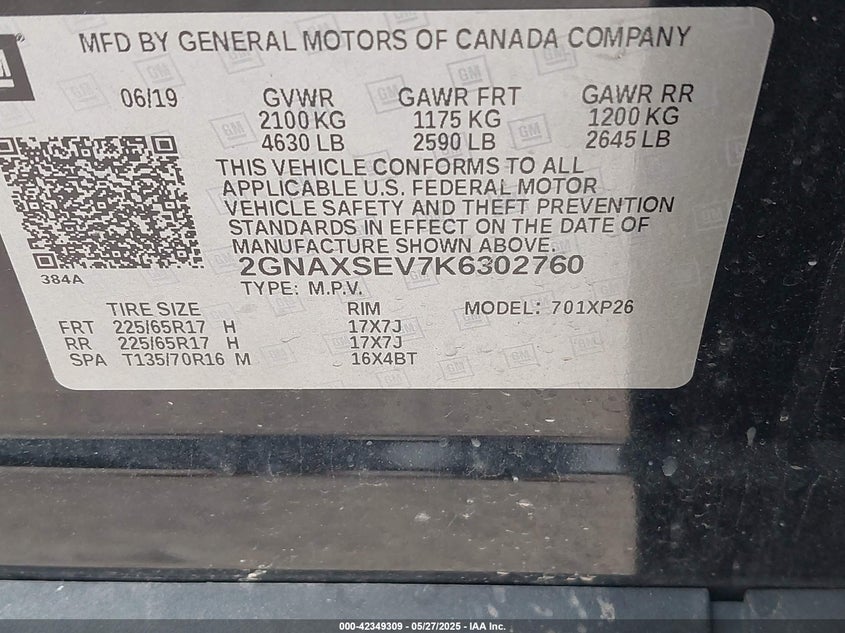 GM
MFD BY GENERAL MOTORS OF CANADA COMPANY
06/19 GVWR GAWR FRT GAWR RR
2100 KG 1175 KG 1200 KG
4630 LB 2590 LB 2645 LB
THIS VEHICLE CONFORMS TO ALL
APPLICABLE U.S. FEDERAL MOTOR
VEHICLE SAFETY AND THEFT PREVENTION
STANDARDS IN EFFECT ON THE DATE OF
MANUFACTURE SHOWN ABOVE.
384A
2GNAXSEV7K6302760
TYPE: M.P.V.
TIRE SIZE RIM MODEL: 701XP26
FRT 225/65R17 H 17X7J
RR 225/65R17 H 17X7J
SPA T135/70R16 M 16X4BT
000-42349309 - 05/27/2025 - IAA Inc.